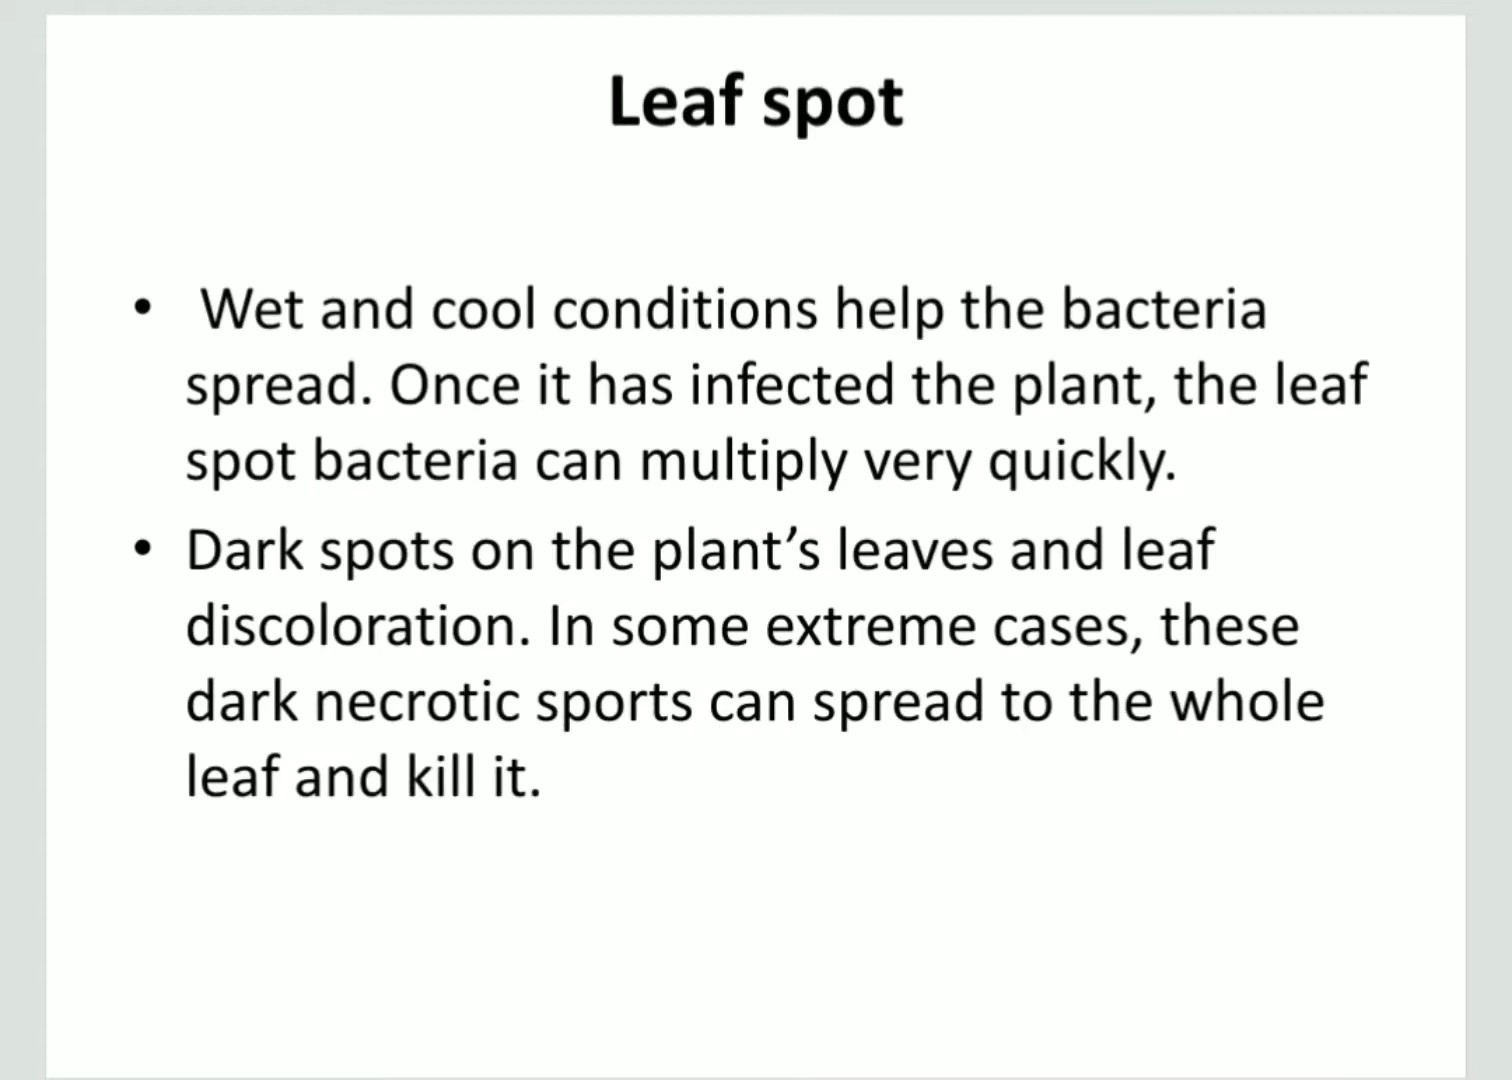 Leaf spot
• Wet and cool conditions help the bacteria
spread. Once it has infected the plant, the leaf
spot bacteria can multiply very quickly.
• Dark spots on the plant’s leaves and leaf
discoloration. In some extreme cases, these
dark necrotic sports can spread to the whole
leaf and kill it.